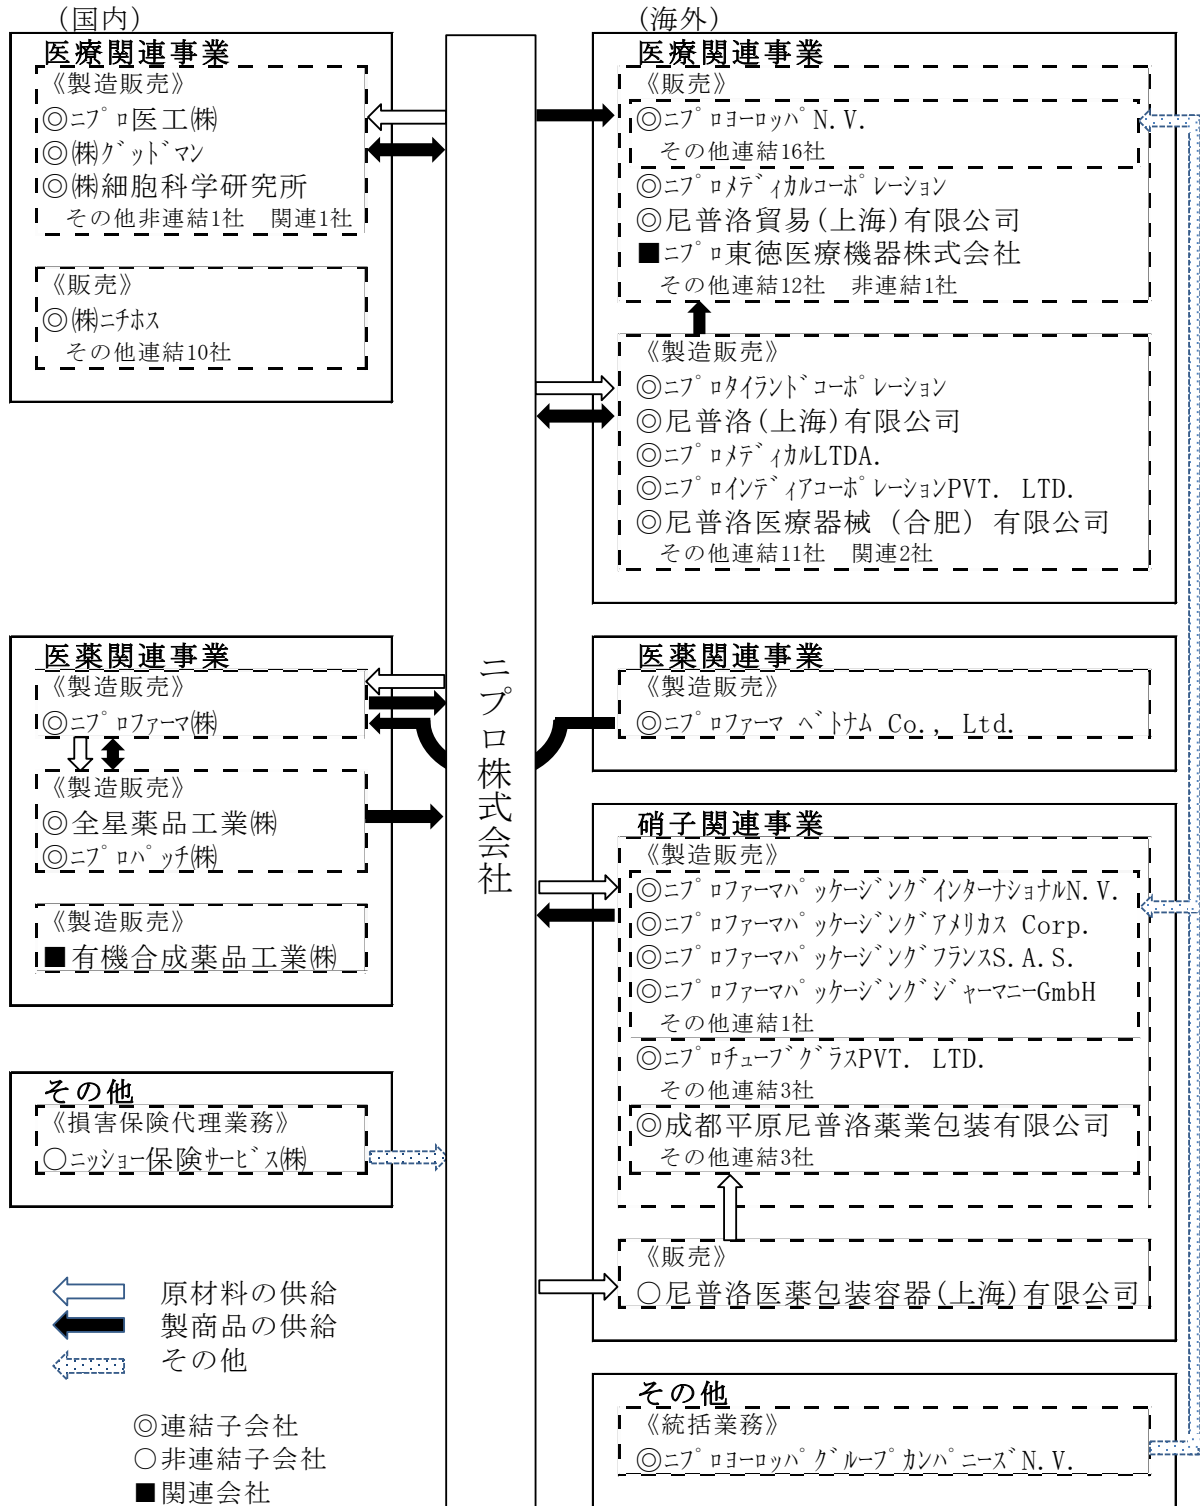 (国内)
医療関連事業
《製造販売》
◎ニプロ医工㈱
◎㈱グッドマン
◎㈱細胞科学研究所
その他非連結1社　関連1社
《販売》
◎㈱ニチホス
その他連結10社
医薬関連事業
《製造販売》
◎ニプロファーマ㈱
《製造販売》
◎全星薬品工業㈱
◎ニプロパッチ㈱
《製造販売》
■有機合成薬品工業㈱
その他
《損害保険代理業務》
○ニッショー保険サービス㈱
原材料の供給
製商品の供給
その他
◎連結子会社
○非連結子会社
■関連会社
ニプロ株式会社
(海外)
医療関連事業
《販売》
◎ニプロヨーロッパN.V.
その他連結16社
◎ニプロメディカルコーポレーション
◎尼普洛貿易(上海)有限公司
■ニプロ東徳医療機器株式会社
その他連結12社　非連結1社
《製造販売》
◎ニプロタイランドコーポレーション
◎尼普洛(上海)有限公司
◎ニプロメディカルLTDA.
◎ニプロインディアコーポレーションPVT. LTD.
◎尼普洛医療器械（合肥）有限公司
その他連結11社　関連2社
医薬関連事業
《製造販売》
◎ニプロファーマ ベトナム Co., Ltd.
硝子関連事業
《製造販売》
◎ニプロファーマパッケージングインターナショナルN.V.
◎ニプロファーマパッケージングアメリカス Corp.
◎ニプロファーマパッケージングフランスS.A.S.
◎ニプロファーマパッケージングジャーマニーGmbH
その他連結1社
◎ニプロチューブグラスPVT. LTD.
その他連結3社
◎成都平原尼普洛薬業包装有限公司
その他連結3社
《販売》
○尼普洛医薬包装容器(上海)有限公司
その他
《統括業務》
◎ニプロヨーロッパグループカンパニーズN.V.